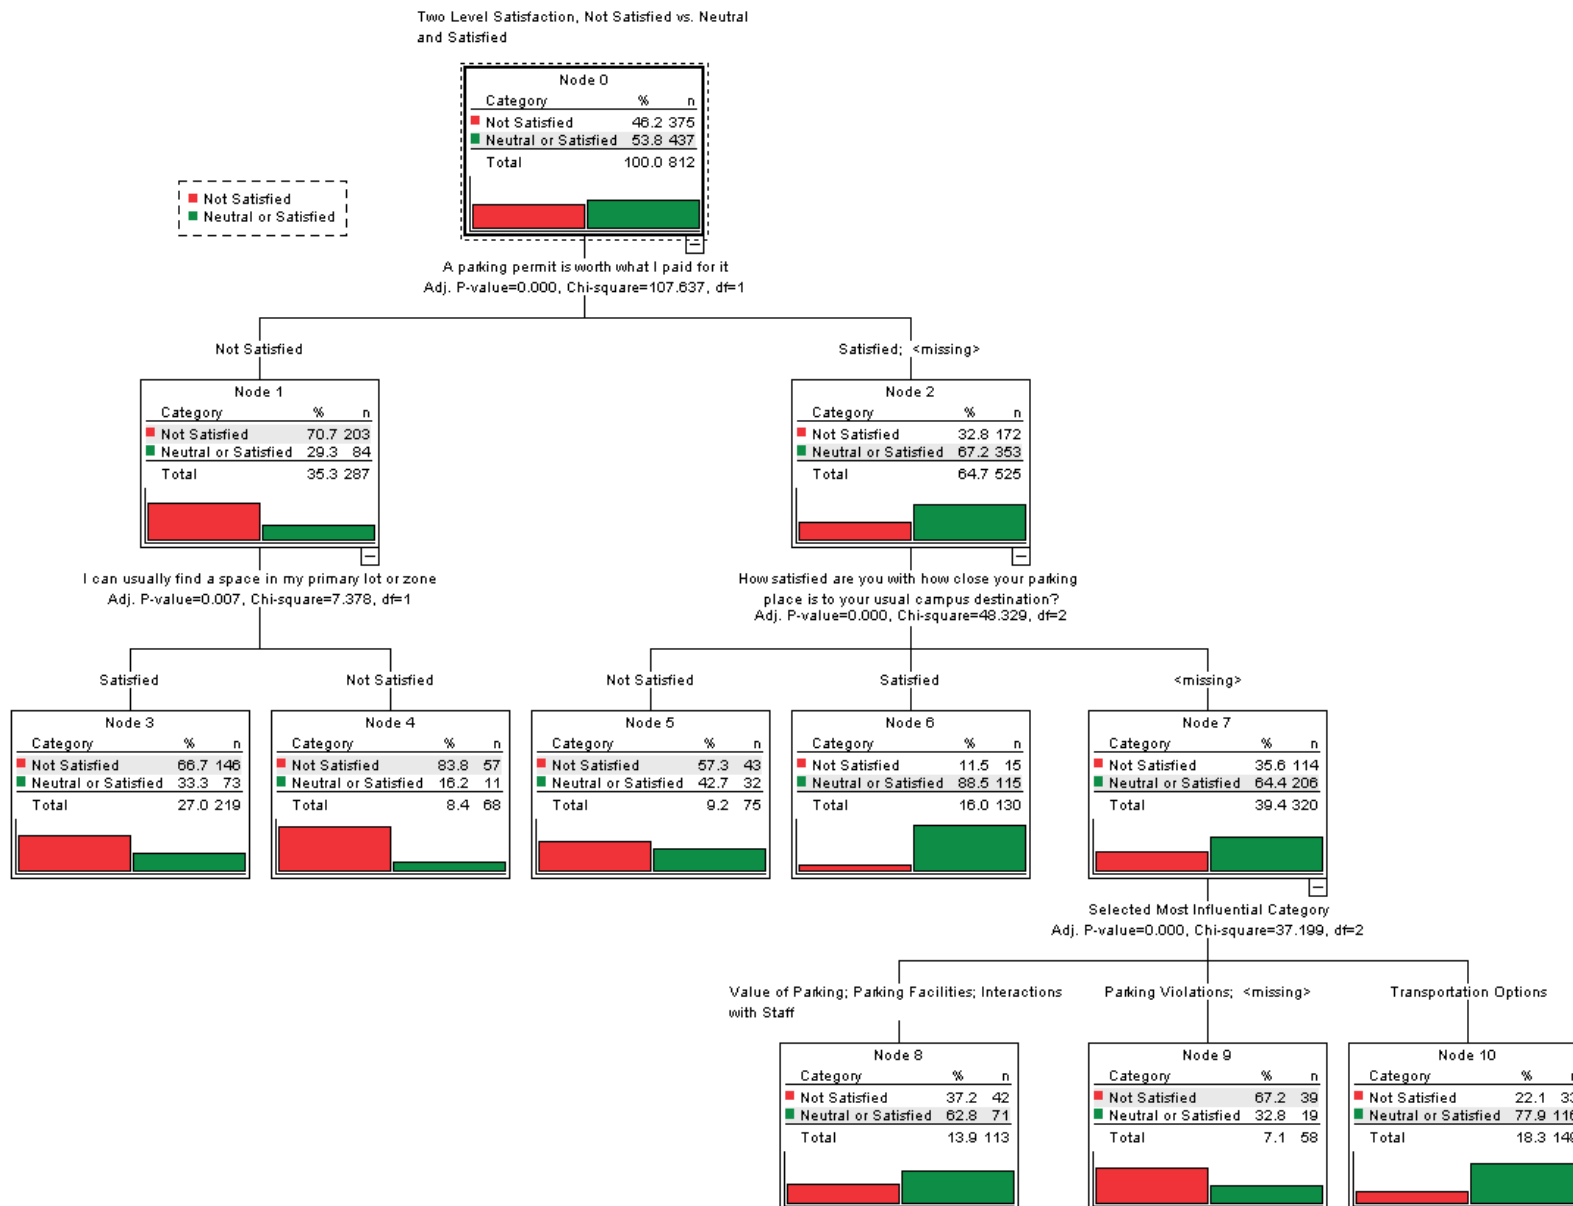 Two Level Satisfaction, Not Satisfied vs. Neutral
and Satisfied
Node 0
Category % n
Not Satisfied 46.2 375
Neutral or Satisfied 53.8 437
Total 100.0 812
Not Satisfied
Neutral or Satisfied
A parking permit is worth what I paid for it
Adj. P-value=0.000, Chi-square=107.637, df=1
Not Satisfied
Satisfied; <missing>
Node 1
Category % n
Not Satisfied 70.7 203
Neutral or Satisfied 29.3 84
Total 35.3 287
Node 2
Category % n
Not Satisfied 32.8 172
Neutral or Satisfied 67.2 353
Total 64.7 525
I can usually find a space in my primary lot or zone
Adj. P-value=0.007, Chi-square=7.378, df=1
How satisfied are you with how close your parking
place is to your usual campus destination?
Adj. P-value=0.000, Chi-square=48.329, df=2
Satisfied
Not Satisfied
Not Satisfied
Satisfied
<missing>
Node 3
Category % n
Not Satisfied 66.7 146
Neutral or Satisfied 33.3 73
Total 27.0 219
Node 4
Category % n
Not Satisfied 83.8 57
Neutral or Satisfied 16.2 11
Total 8.4 68
Node 5
Category % n
Not Satisfied 57.3 43
Neutral or Satisfied 42.7 32
Total 9.2 75
Node 6
Category % n
Not Satisfied 11.5 15
Neutral or Satisfied 88.5 115
Total 16.0 130
Node 7
Category % n
Not Satisfied 35.6 114
Neutral or Satisfied 64.4 206
Total 39.4 320
Selected Most Influential Category
Adj. P-value=0.000, Chi-square=37.199, df=2
Value of Parking; Parking Facilities; Interactions
with Staff
Parking Violations; <missing>
Transportation Options
Node 8
Category % n
Not Satisfied 37.2 42
Neutral or Satisfied 62.8 71
Total 13.9 113
Node 9
Category % n
Not Satisfied 67.2 39
Neutral or Satisfied 32.8 19
Total 7.1 58
Node 10
Category %
Not Satisfied 22.1 33
Neutral or Satisfied 77.9 116
Total 18.3 149